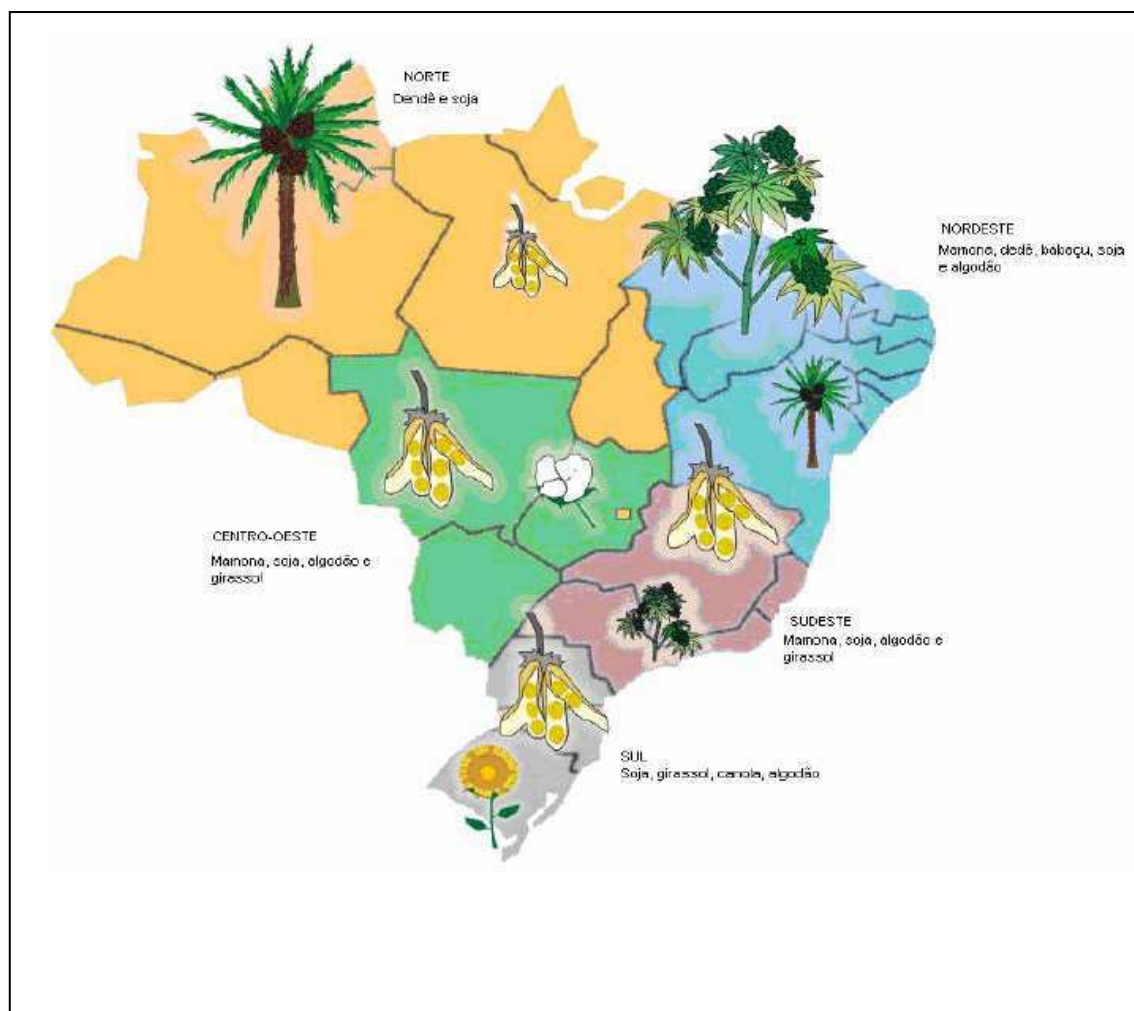 NORTE
Dendê e soja
NORDESTE
Mamona, dedê, babaçu, soja
e algodão
CENTRO-OESTE
Mamona, soja, algodão e
girassol
SUDESTE
Mamona, soja, algodão e
girassol
SUL
Soja, girassol, canola, algodão